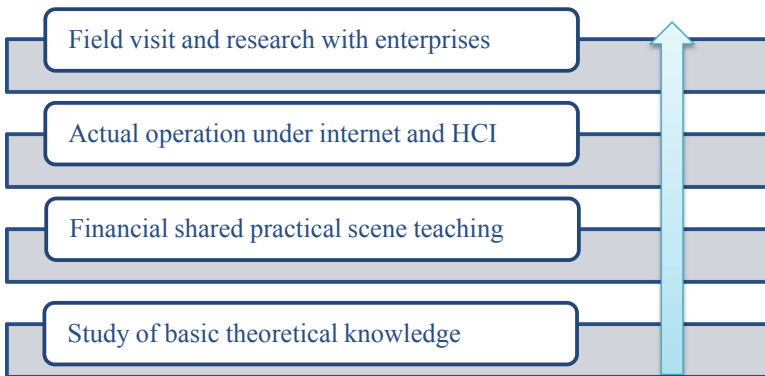 Field visit and research with enterprises
Actual operation under internet and HCI
Financial shared practical scene teaching
Study of basic theoretical knowledge